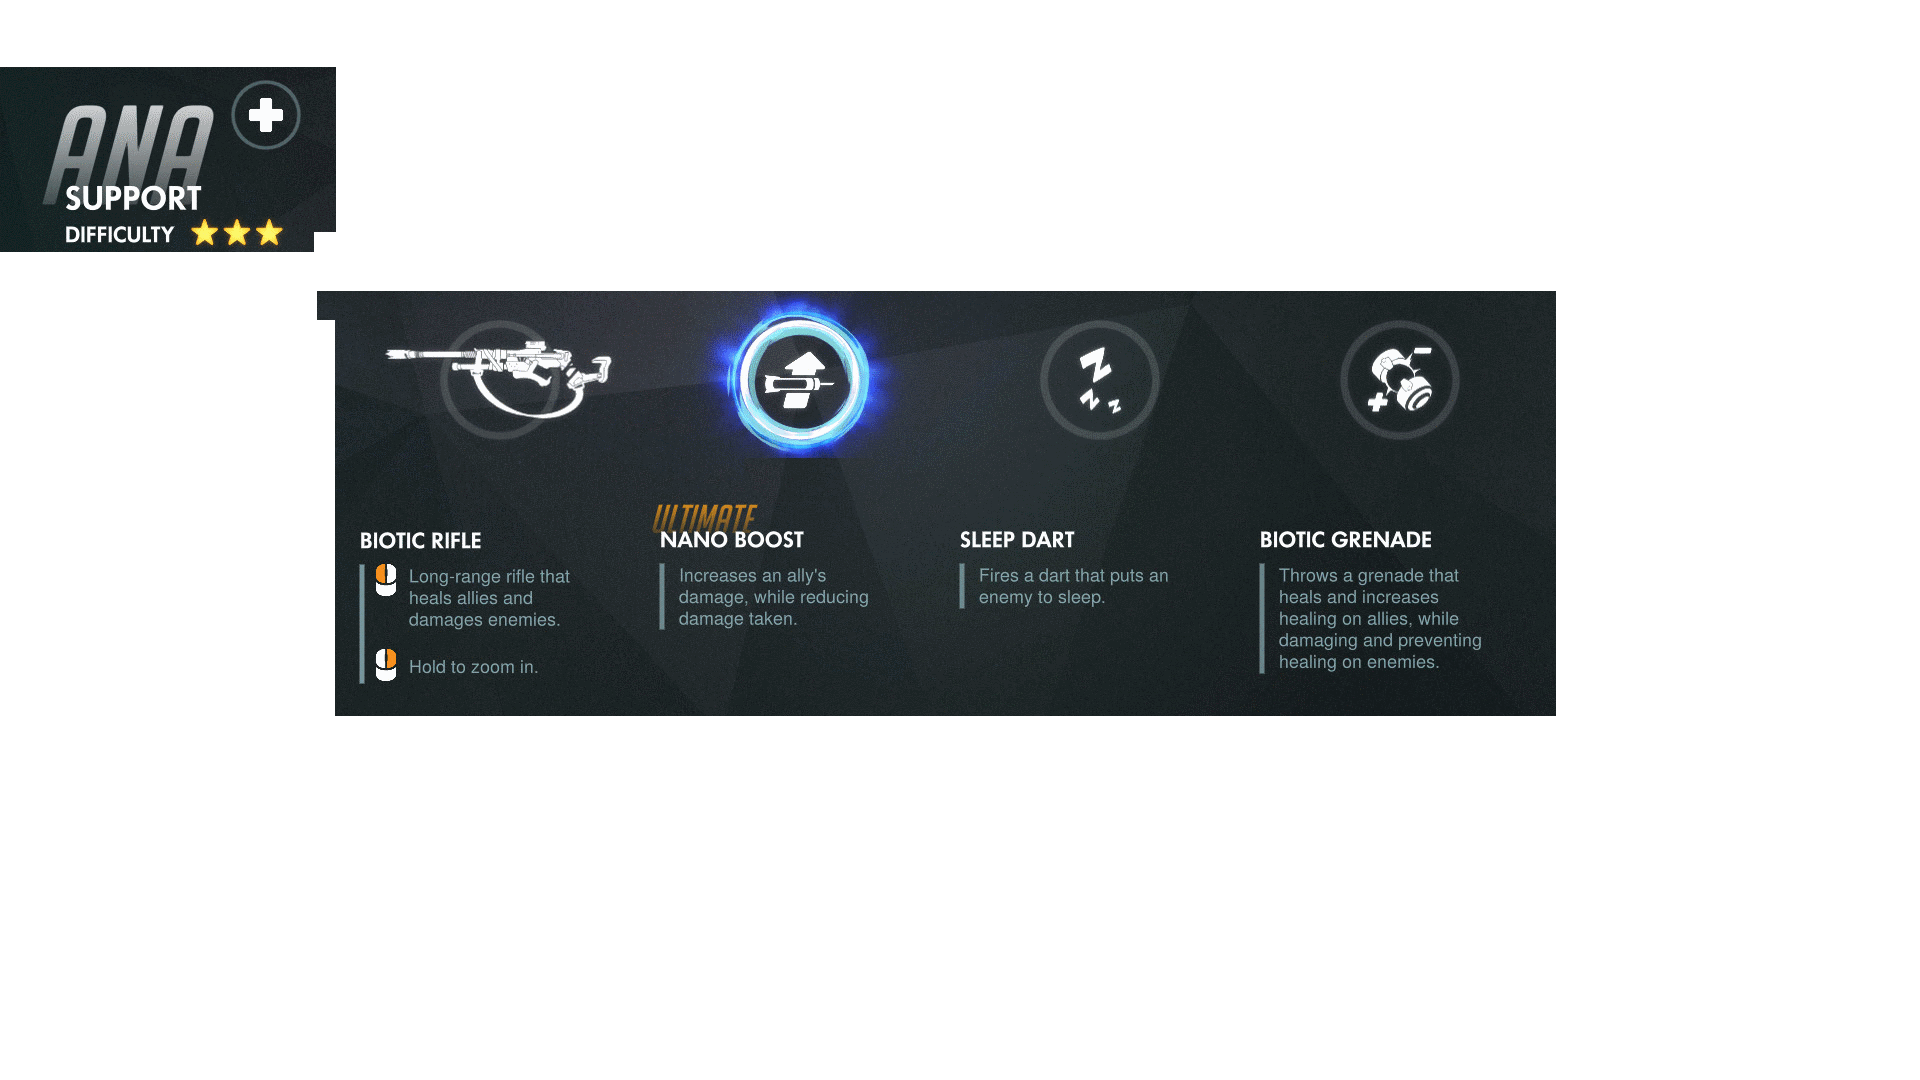 ANA
SUPPORT
DIFFICULTY
BIOTIC RIFLE
Long-range rifle that
heals allies and
damages enemies.
Hold to zoom in.
ULTIMATE
NANO BOOST
Increases an ally's
damage, while reducing
damage taken.
SLEEP DART
Fires a dart that puts an
enemy to sleep.
BIOTIC GRENADE
Throws a grenade that
heals and increases
healing on allies, while
damaging and preventing
healing on enemies.